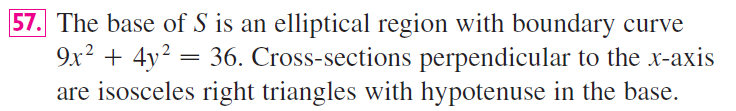 57. The base of S is an elliptical region with boundary curve
9x² + 4y² = 36. Cross-sections perpendicular to the x-axis
are isosceles right triangles with hypotenuse in the base.